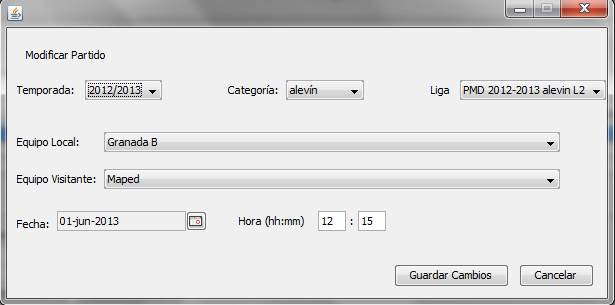 Modificar Partido
Temporada: 2012/2013 Categoría: alevín Liga PMD 2012-2013 alevin L2
Equipo Local: Granada B
Equipo Visitante: Maped
Fecha: 01-jun-2013 Hora (hh:mm) 12 : 15
Guardar Cambios Cancelar